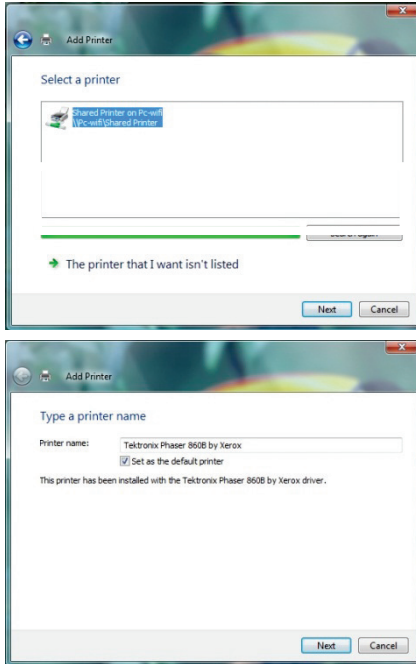 Add Printer
Select a printer
Shared Printer on Pc-wifi
\\Pc-wifi\Shared Printer
The printer that I want isn't listed
Next
Cancel
Add Printer
Type a printer name
Printer name:
Tektronix Phaser 860B by Xerox
Set as the default printer
This printer has been installed with the Tektronix Phaser 860B by Xerox driver.
Next
Cancel